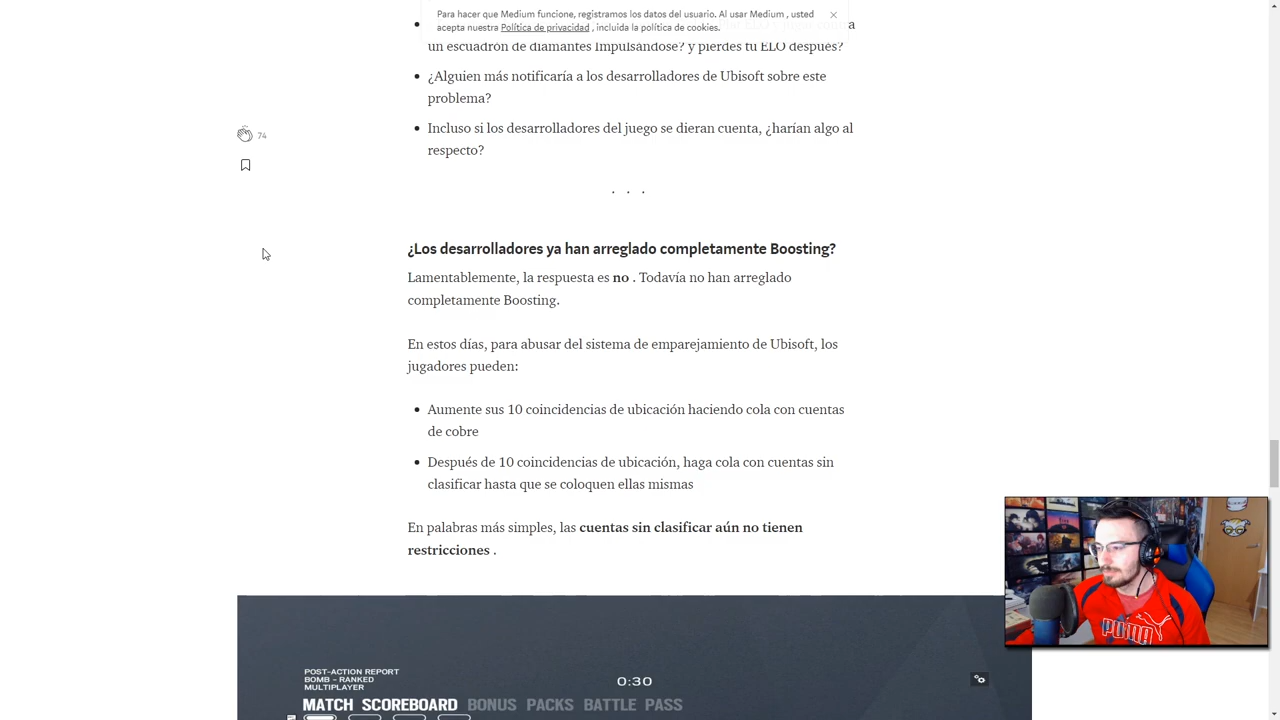 Para hacer que Medium funcione, registramos los datos del usuario. Al usar Medium , usted
acepta nuestra Política de privacidad , incluida la política de cookies.
un escuadrón de diamantes Impulsándose? y pierdes tu ELO después?
¿Alguien más notificaría a los desarrolladores de Ubisoft sobre este
problema?
74
Incluso si los desarrolladores del juego se dieran cuenta, ¿harían algo al
respecto?
. . .
¿Los desarrolladores ya han arreglado completamente Boosting?
Lamentablemente, la respuesta es no . Todavía no han arreglado
completamente Boosting.
En estos días, para abusar del sistema de emparejamiento de Ubisoft, los
jugadores pueden:
Aumente sus 10 coincidencias de ubicación haciendo cola con cuentas
de cobre
Después de 10 coincidencias de ubicación, haga cola con cuentas sin
clasificar hasta que se coloquen ellas mismas
En palabras más simples, las cuentas sin clasificar aún no tienen
restricciones .
POST-ACTION REPORT
BOMB - RANKED
MULTIPLAYER
0:30
MATCH SCOREBOARD BONUS PACKS BATTLE PASS
PUMA